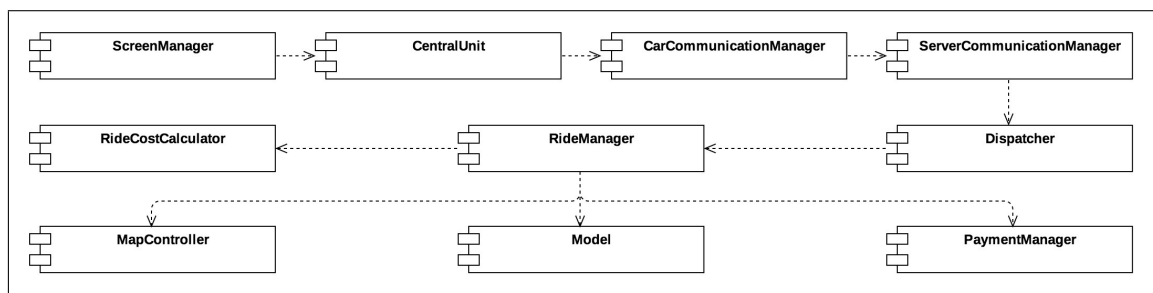 ScreenManager
CentralUnit
CarCommunicationManager
ServerCommunicationManager
RideCostCalculator
RideManager
Dispatcher
MapController
Model
PaymentManager